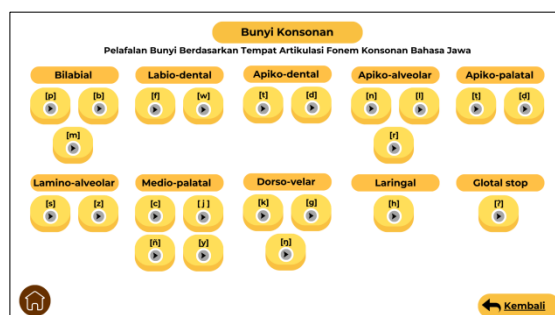 Bunyi Konsonan
Pelafalan Bunyi Berdasarkan Tempat Artikulasi Fonem Konsonan Bahasa Jawa
Bilabial Labio-dental Apiko-dental Apiko-alveolar Apiko-palatal
[p] [b] [f] [w] [t] [d] [n] [l] [ʈ] [ɖ]
[m] [r]
Lamino-alveolar Medio-palatal Dorso-velar Laringal Glotal stop
[s] [z] [c] [j] [k] [g] [h] [ʔ]
[ñ] [y] [ŋ]
Kembali